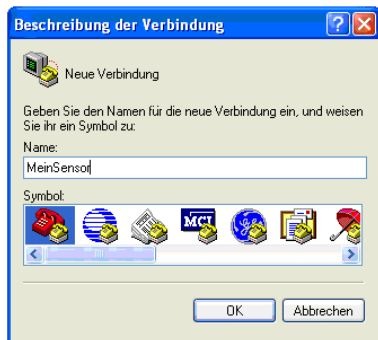 Beschreibung der Verbindung
Neue Verbindung
Geben Sie den Namen für die neue Verbindung ein, und weisen
Sie ihr ein Symbol zu:
Name:
MeinSensor
Symbol:
MCI
OK Abbrechen